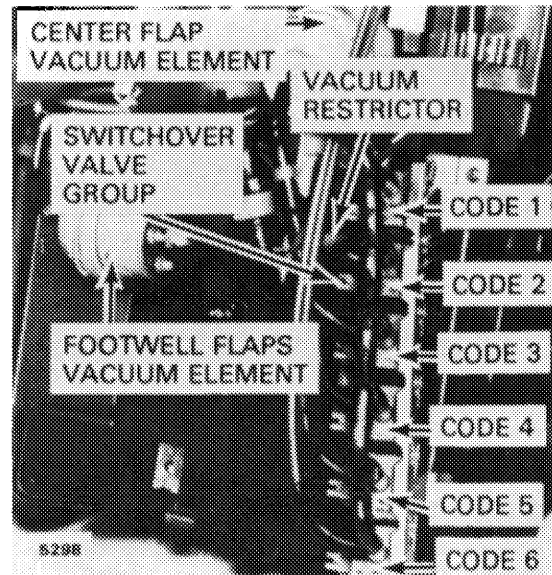 CENTER FLAP
VACUUM ELEMENT
VACUUM
RESTRICTOR
SWITCHOVER
VALVE
GROUP
CODE 1
CODE 2
CODE 3
FOOTWELL FLAPS
VACUUM ELEMENT
CODE 4
CODE 5
CODE 6
5298